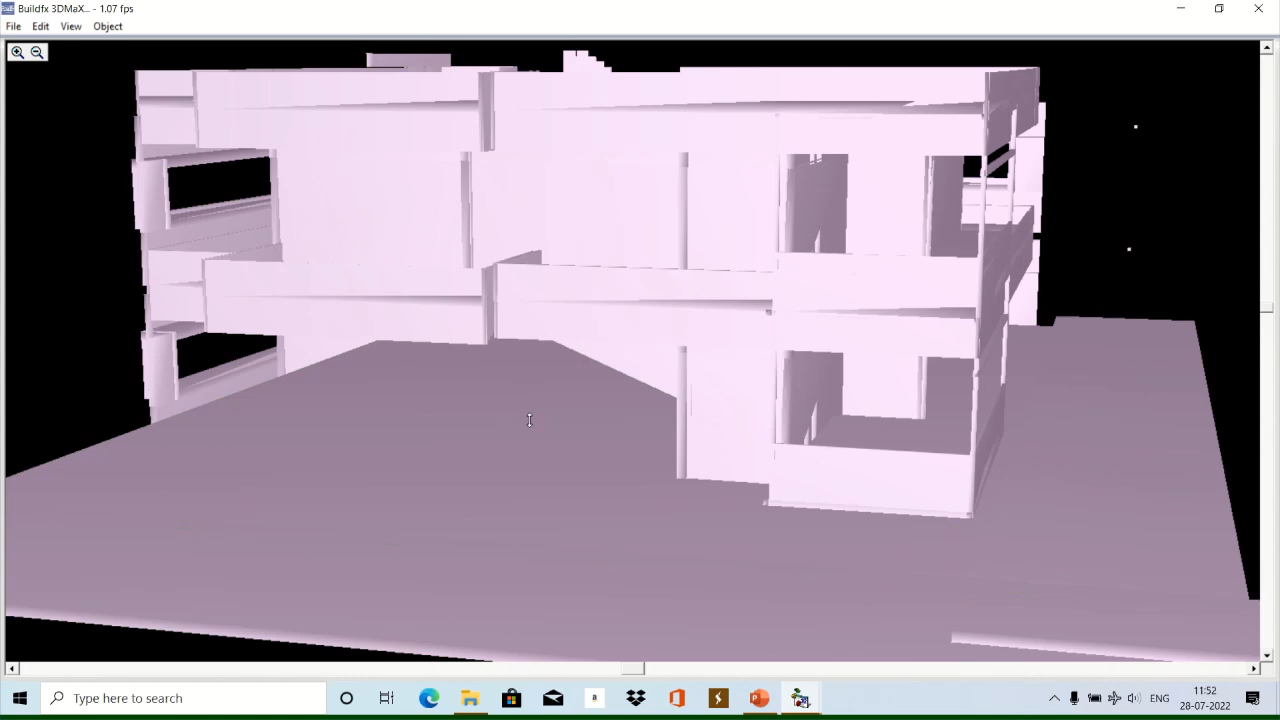 Buildfx 3DMaX... - 1.07 fps
File Edit View Object
Type here to search
a
ENG
11:52
28-07-2022